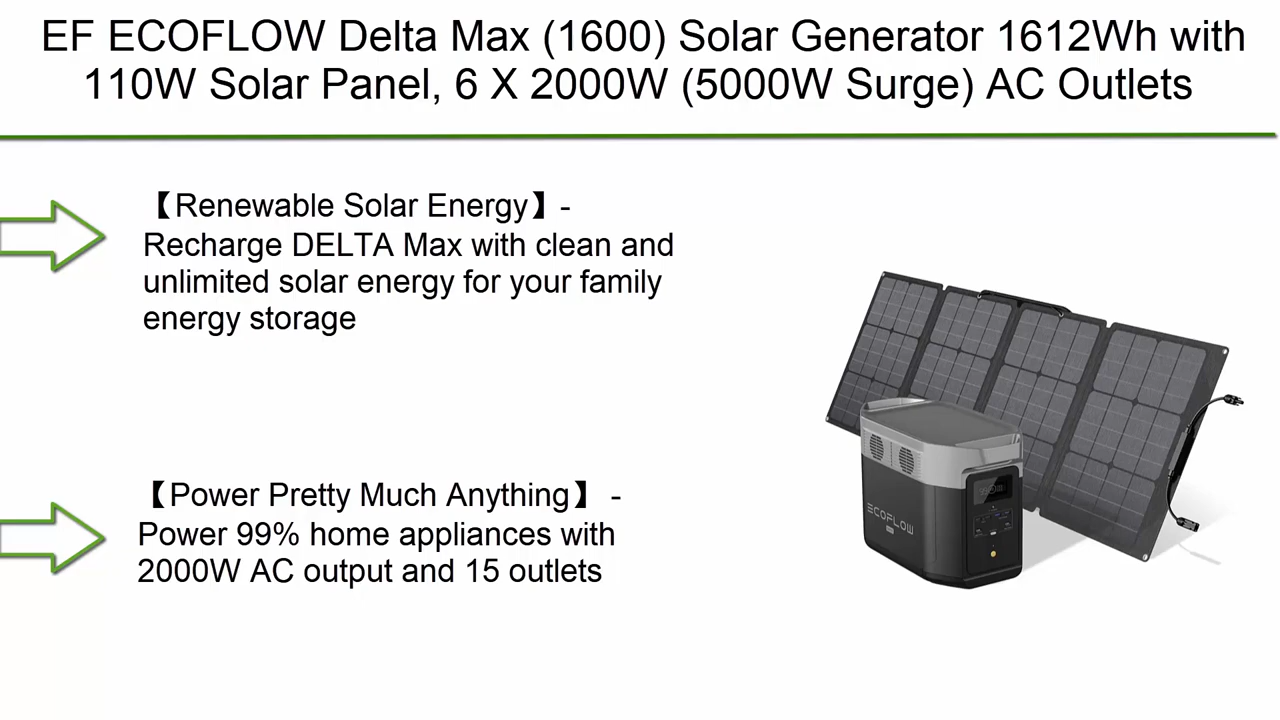 EF ECOFLOW Delta Max (1600) Solar Generator 1612Wh with
110W Solar Panel, 6 X 2000W (5000W Surge) AC Outlets
【Renewable Solar Energy】-
Recharge DELTA Max with clean and
unlimited solar energy for your family
energy storage
【Power Pretty Much Anything】 -
Power 99% home appliances with
2000W AC output and 15 outlets
ECOFLOW